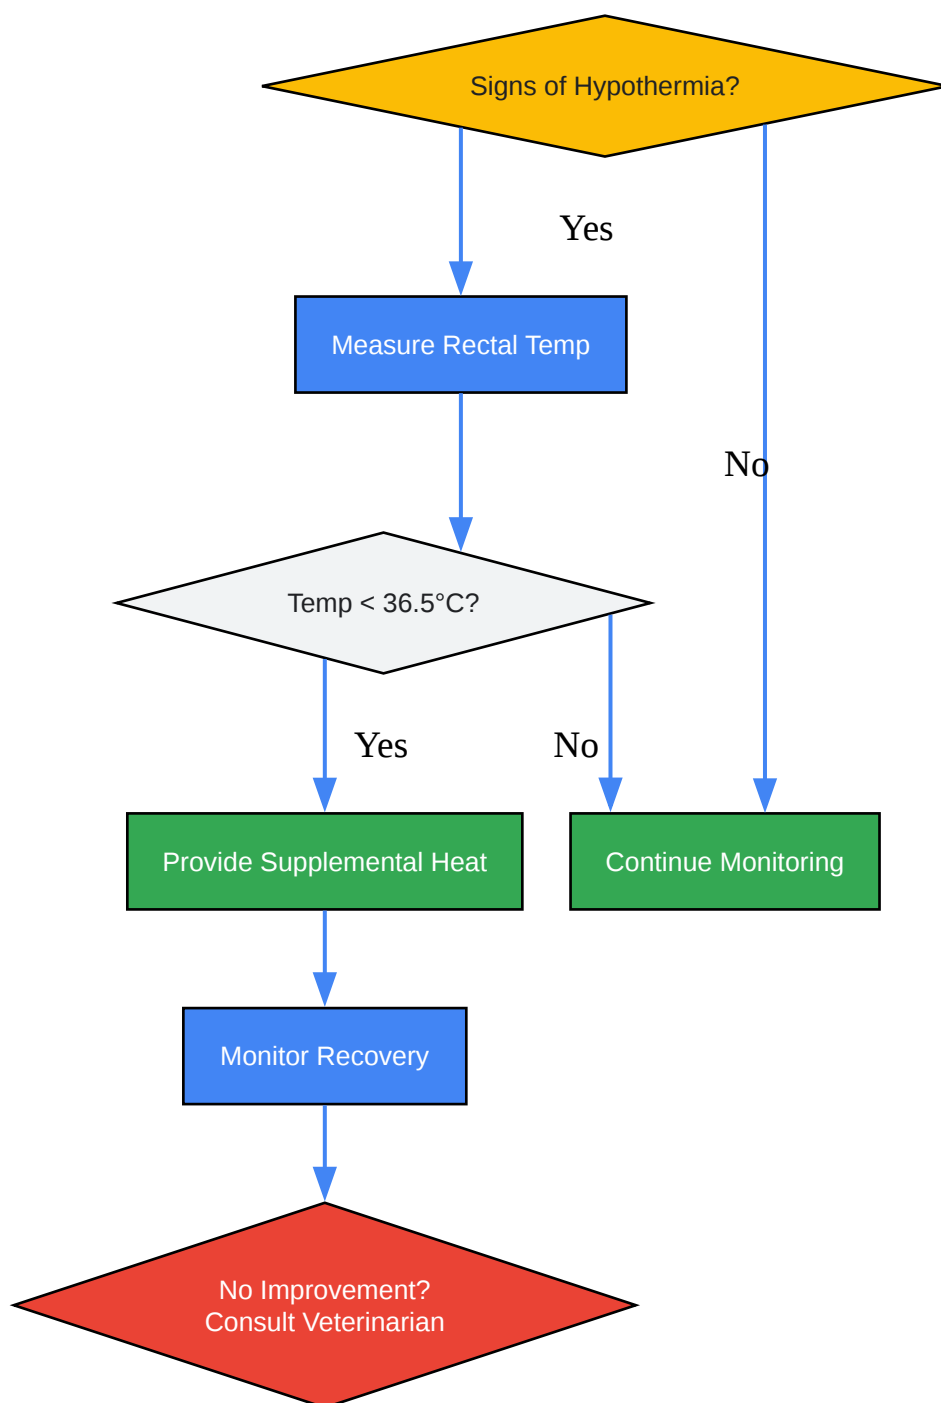 Signs of Hypothermia?
Yes
Measure Rectal Temp
No
Temp < 36.5°C?
Yes
No
Provide Supplemental Heat
Continue Monitoring
Monitor Recovery
No Improvement?
Consult Veterinarian